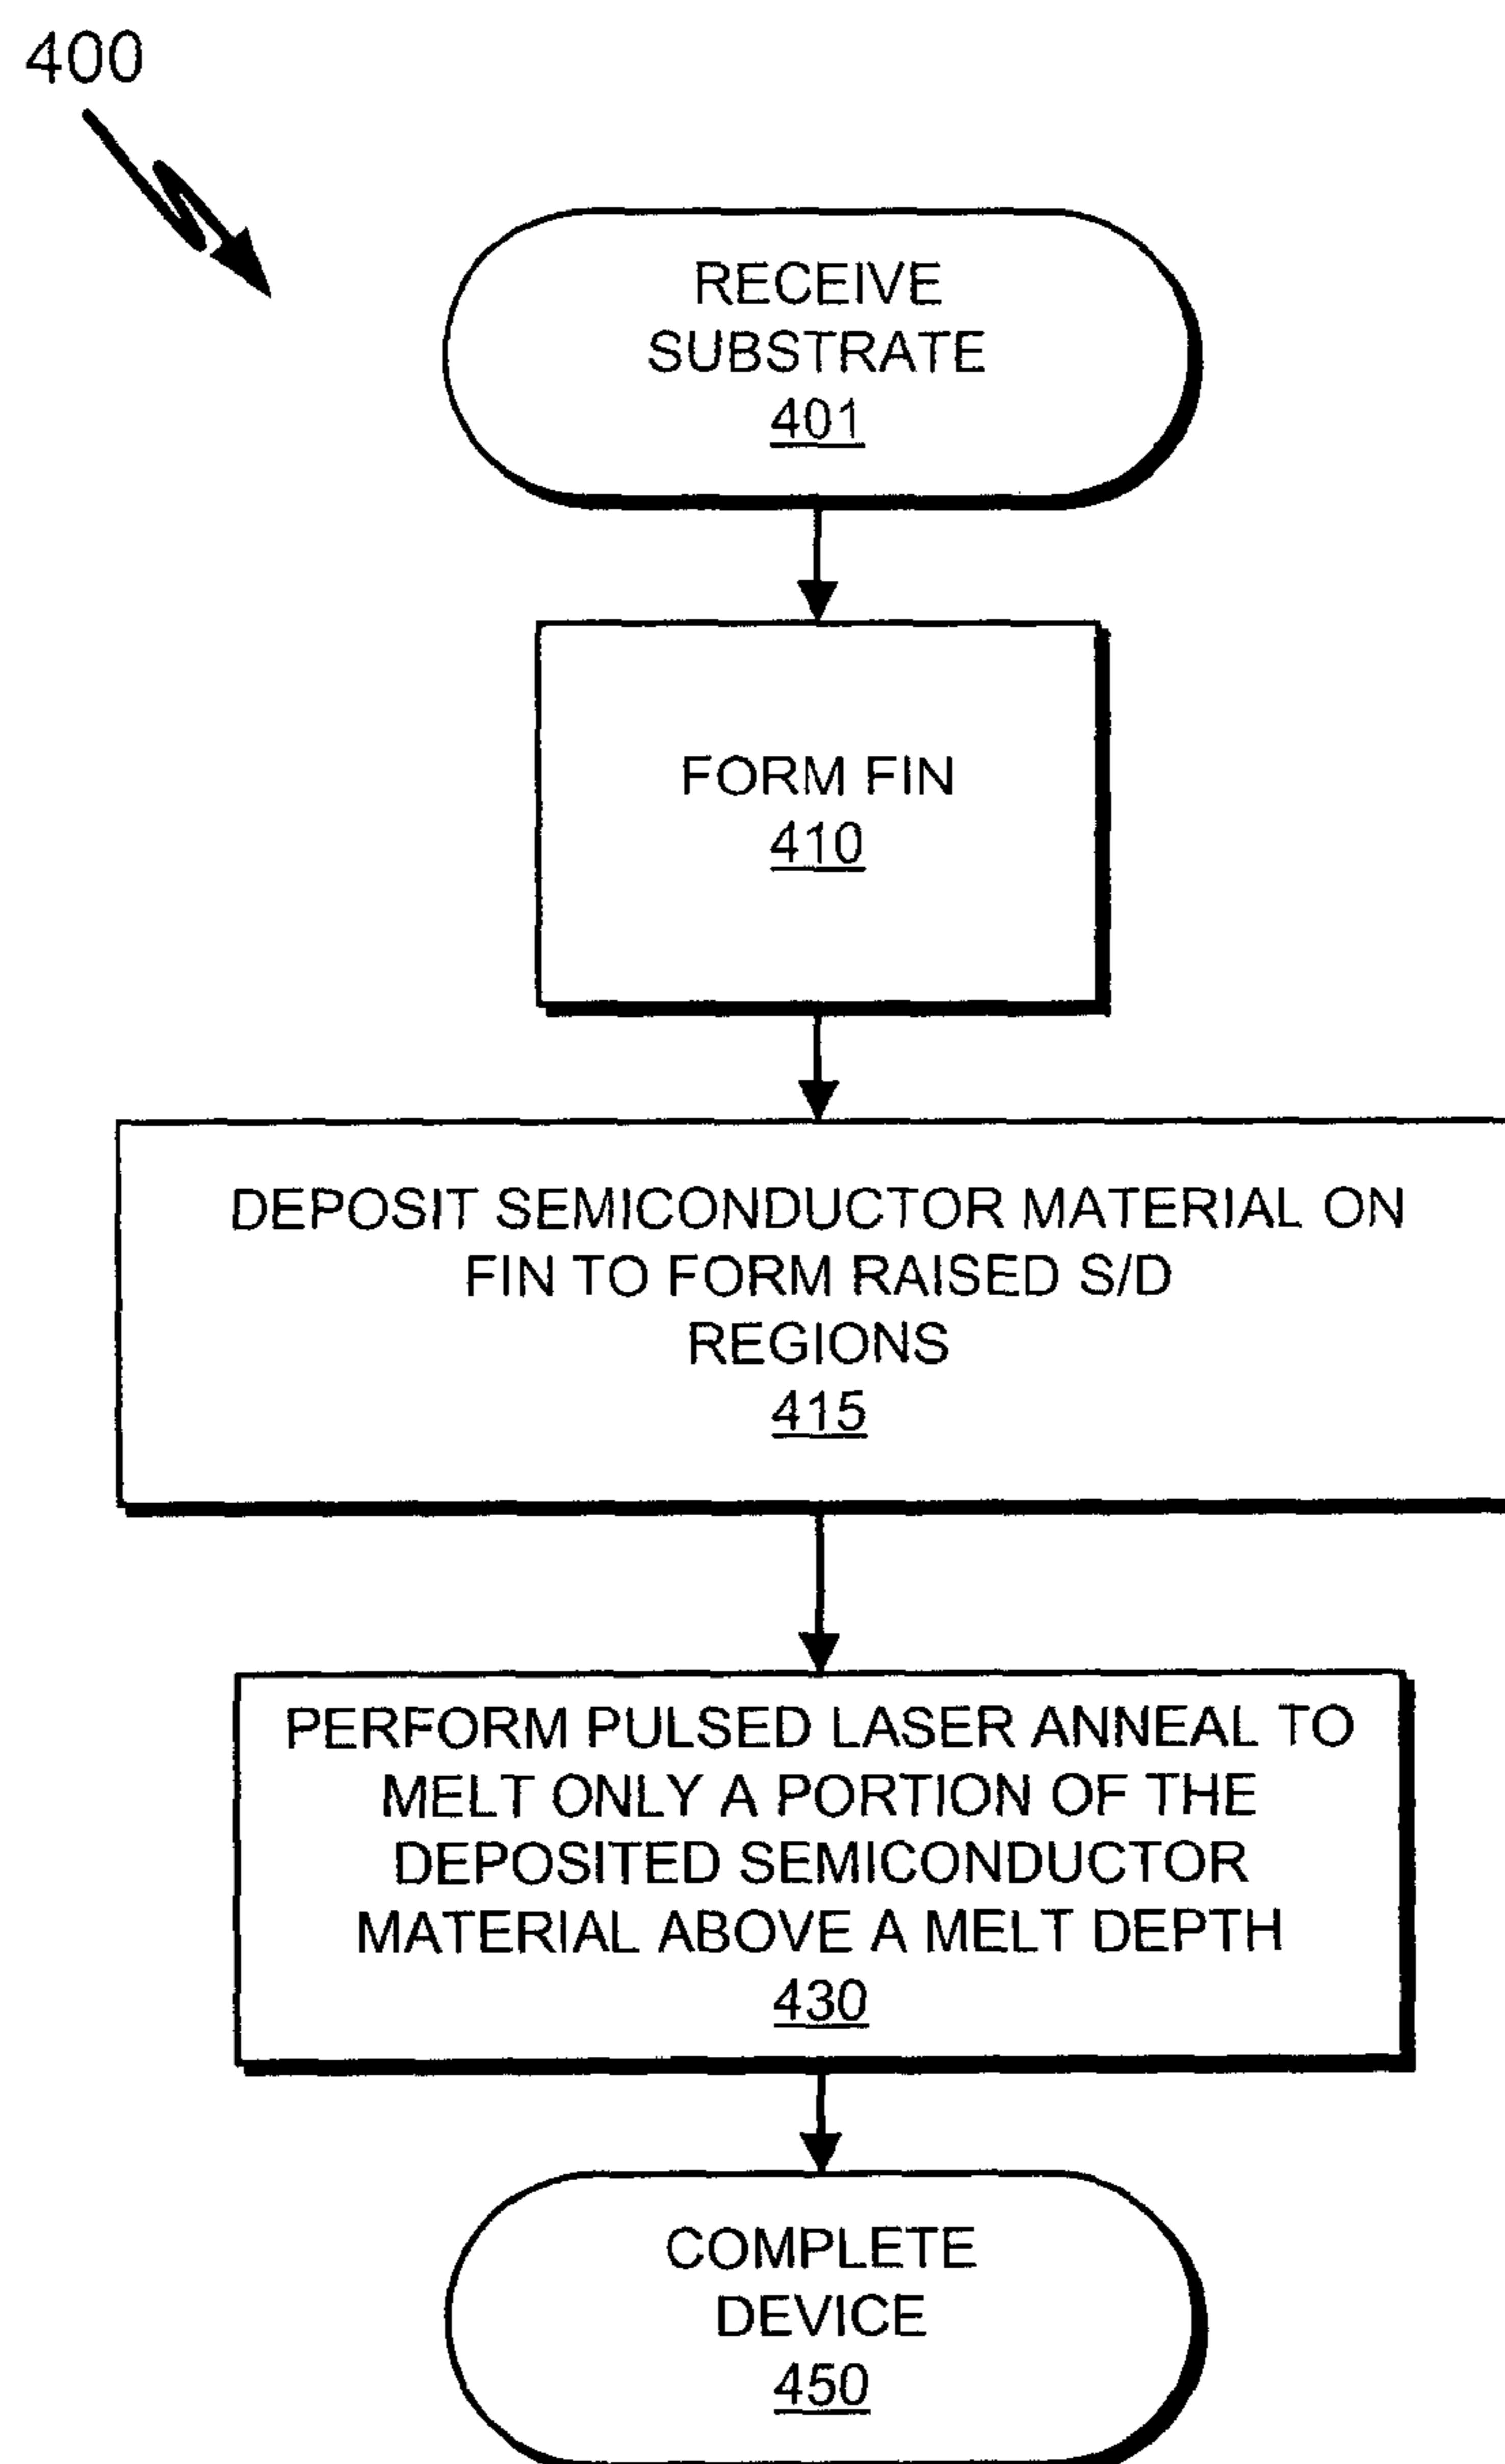 400
RECEIVE
SUBSTRATE
401
FORM FIN
410
DEPOSIT SEMICONDUCTOR MATERIAL ON
FIN TO FORM RAISED S/D
REGIONS
415
PERFORM PULSED LASER ANNEAL TO
MELT ONLY A PORTION OF THE
DEPOSITED SEMICONDUCTOR
MATERIAL ABOVE A MELT DEPTH
430
COMPLETE
DEVICE
450